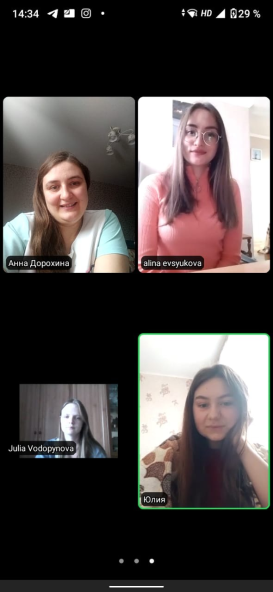 14:34 HD 29 %
Анна Дорохина
alina evsyukova
Julia Vodopynova
Юлия